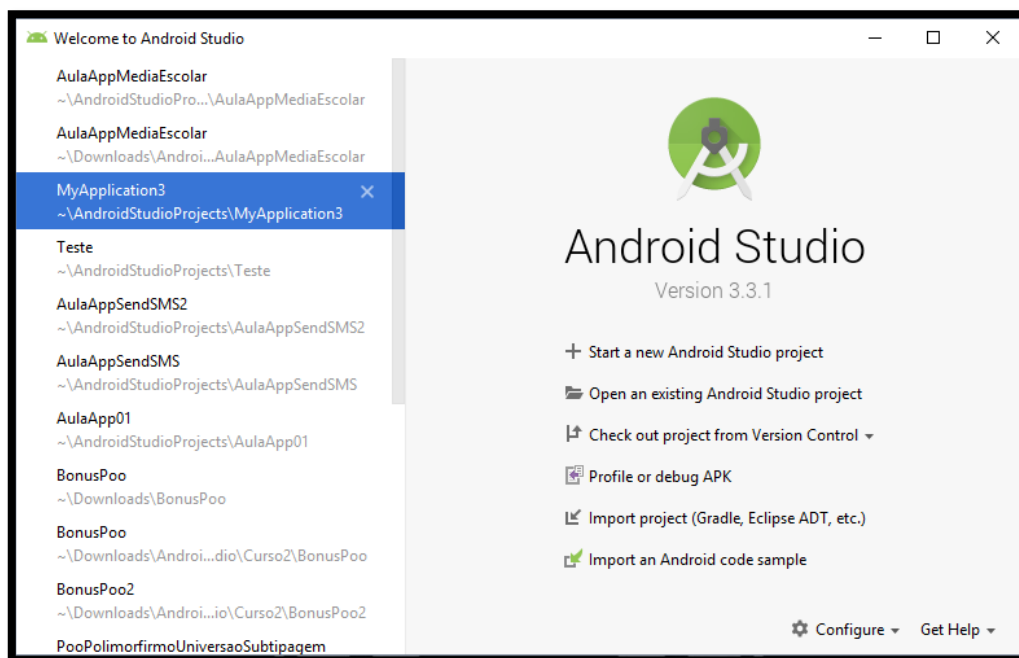 Welcome to Android Studio
AulaAppMediaEscolar
~\AndroidStudioPro...\AulaAppMediaEscolar
AulaAppMediaEscolar
~\Downloads\Androi...AulaAppMediaEscolar
MyApplication3
~\AndroidStudioProjects\MyApplication3
Teste
~\AndroidStudioProjects\Teste
AulaAppSendSMS2
~\AndroidStudioProjects\AulaAppSendSMS2
AulaAppSendSMS
~\AndroidStudioProjects\AulaAppSendSMS
AulaApp01
~\AndroidStudioProjects\AulaApp01
BonusPoo
~\Downloads\BonusPoo
BonusPoo
~\Downloads\Androi...dio\Curso2\BonusPoo
BonusPoo2
~\Downloads\Androi...io\Curso2\BonusPoo2
PooPolimorfirmoUniversaoSubtipagem
Android Studio
Version 3.3.1
Start a new Android Studio project
Open an existing Android Studio project
Check out project from Version Control
Profile or debug APK
Import project (Gradle, Eclipse ADT, etc.)
Import an Android code sample
Configure
Get Help